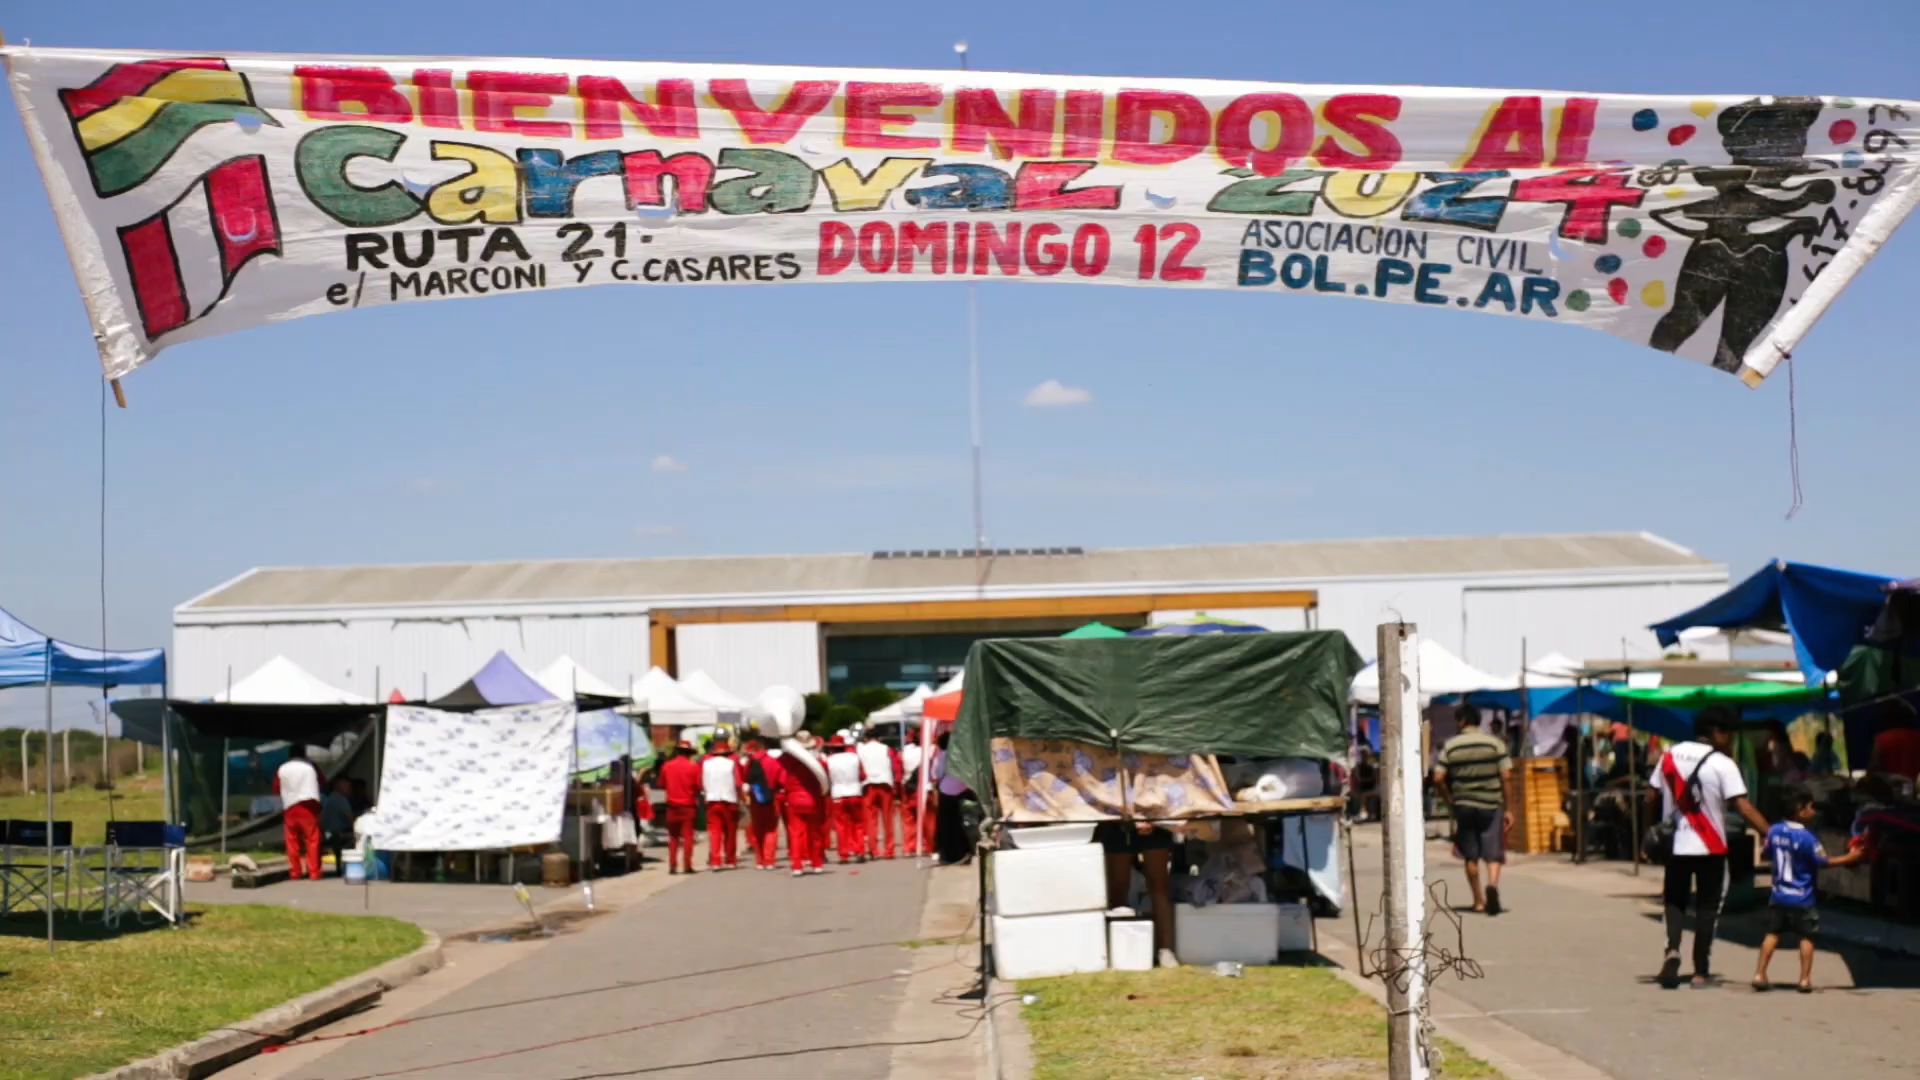 BIENVENIDOS AL
Carnaval 2024
RUTA 21-
e/ MARCONI Y C.CASARES
DOMINGO 12
ASOCIACION CIVIL
BOL.PE.AR